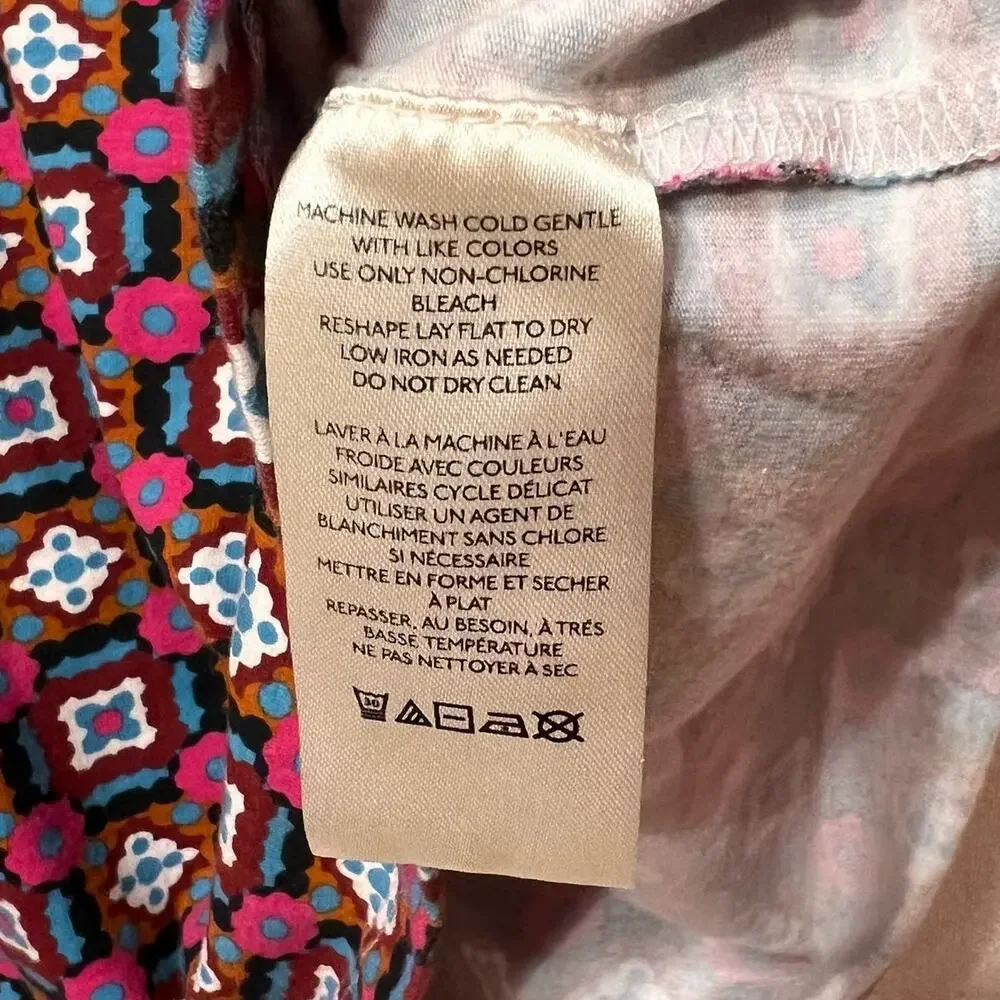 MACHINE WASH COLD GENTLE
WITH LIKE COLORS
USE ONLY NON-CHLORINE
BLEACH
RESHAPE LAY FLAT TO DRY
LOW IRON AS NEEDED
DO NOT DRY CLEAN
LAVER À LA MACHINE À L'EAU
FROIDE AVEC COULEURS
SIMILAIRES CYCLE DÉLICAT
UTILISER UN AGENT DE
BLANCHIMENT SANS CHLORE
SI NÉCESSAIRE
METTRE EN FORME ET SECHER
À PLAT
REPASSER, AU BESOIN, À TRÉS
BASSE TEMPÉRATURE
NE PAS NETTOYER À SEC
30